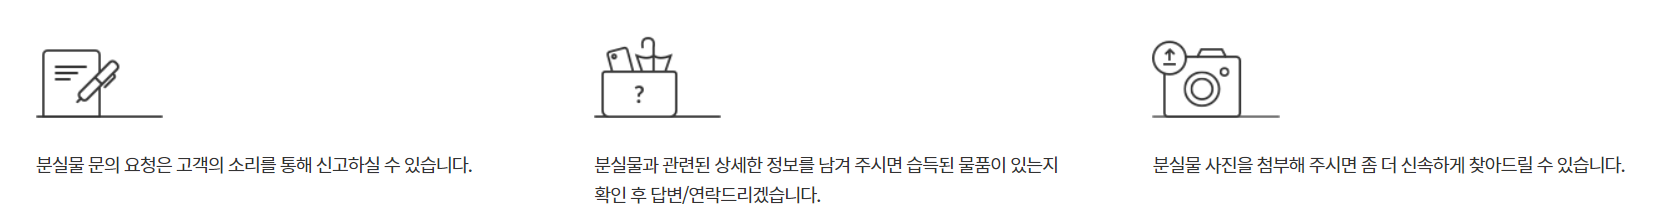 ?
분실물 문의 요청은 고객의 소리를 통해 신고하실 수 있습니다.
분실물과 관련된 상세한 정보를 남겨 주시면 습득된 물품이 있는지
확인 후 답변/연락드리겠습니다.
분실물 사진을 첨부해 주시면 좀 더 신속하게 찾아드릴 수 있습니다.